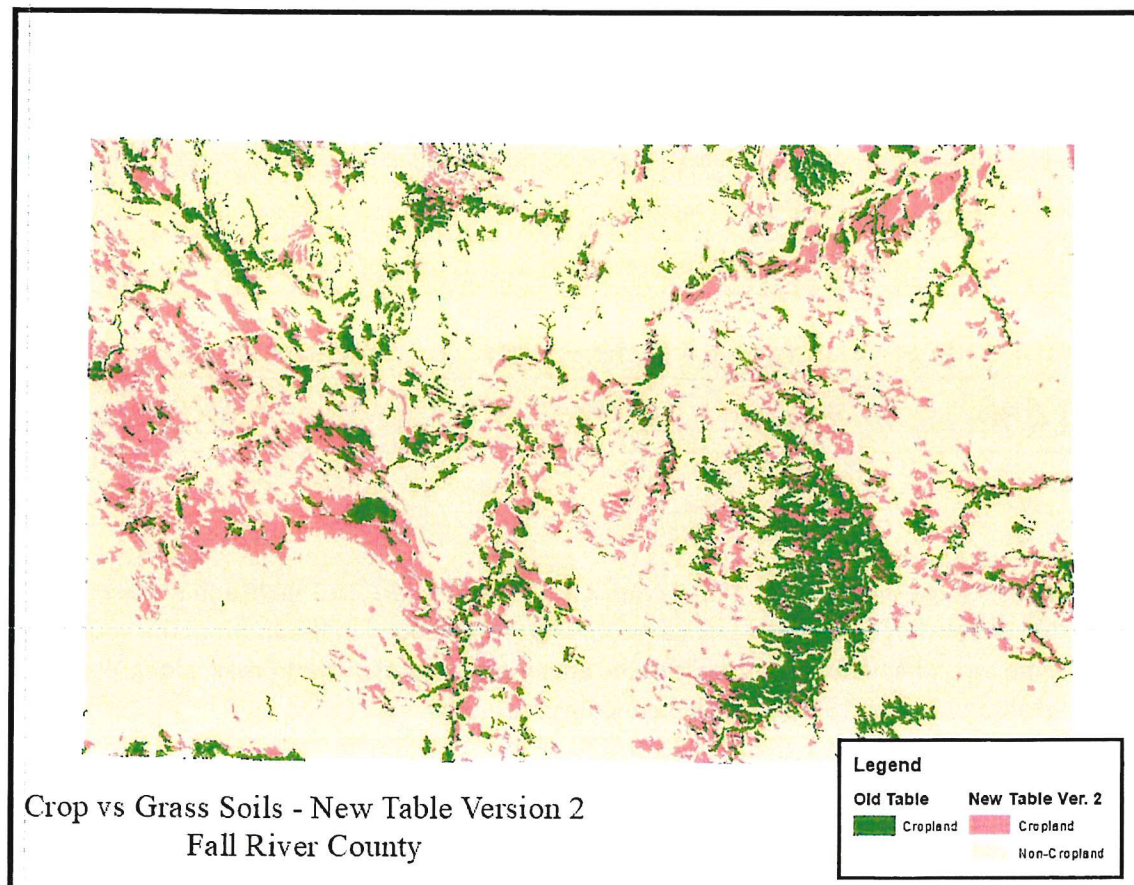 Crop vs Grass Soils - New Table Version 2
Fall River County
Legend
Old Table New Table Ver. 2
Cropland Cropland
Non-Cropland